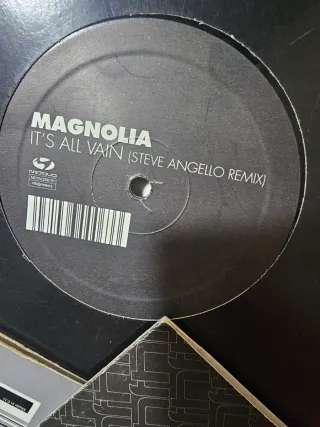 MAGNOLIA
IT'S ALL VAIN (STEVE ANGELLO REMIX)